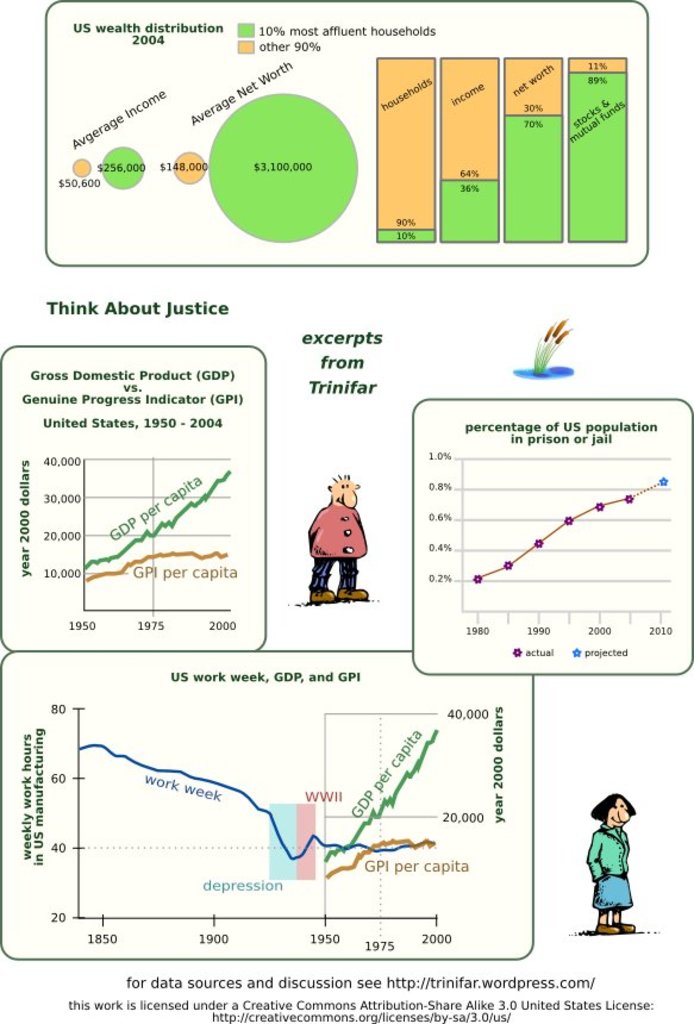 US wealth distribution
2004
10% most affluent households
other 90%
Avgerage Income
Average Net Worth
$50,600
$256,000
$148,000
$3,100,000
households
90%
10%
income
64%
36%
net worth
30%
70%
11%
89%
stocks &
mutual funds
Think About Justice
excerpts
from
Trinifar
Gross Domestic Product (GDP)
vs.
Genuine Progress Indicator (GPI)
United States, 1950 - 2004
year 2000 dollars
40,000
30,000
20,000
10,000
GDP per capita
GPI per capita
1950
1975
2000
percentage of US population
in prison or jail
1.0%
0.8%
0.6%
0.4%
0.2%
1980
1990
2000
2010
actual
projected
US work week, GDP, and GPI
weekly work hours
in US manufacturing
80
60
40
20
work week
depression
WWII
GDP per capita
GPI per capita
40,000
20,000
year 2000 dollars
1850
1900
1950
1975
2000
for data sources and discussion see http://trinifar.wordpress.com/
this work is licensed under a Creative Commons Attribution-Share Alike 3.0 United States License:
http://creativecommons.org/licenses/by-sa/3.0/us/